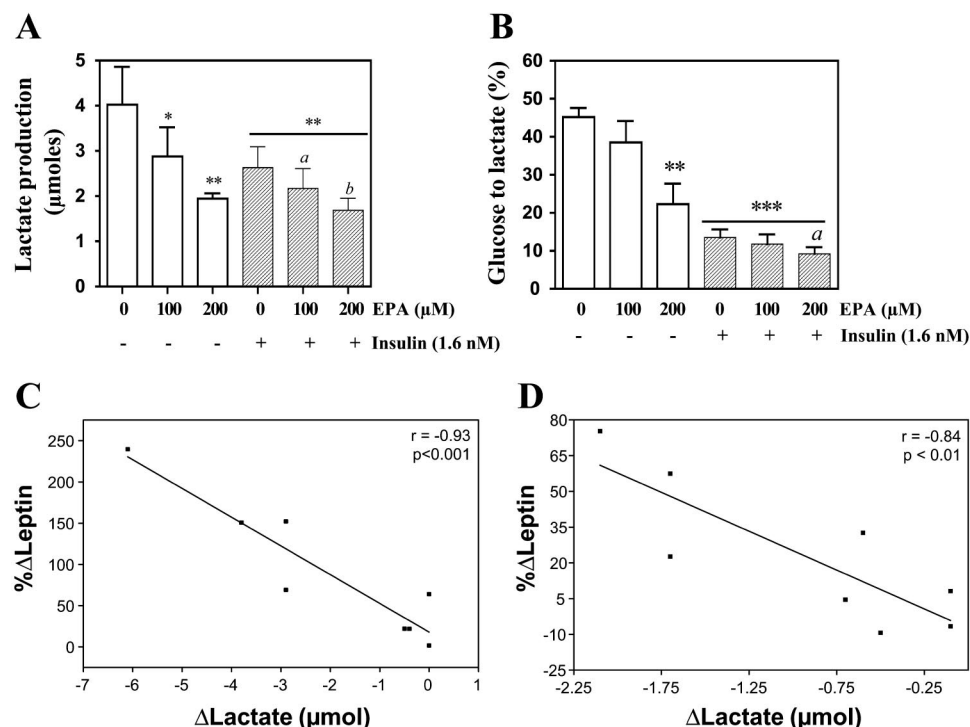 A
Lactate production
(µmoles)
5
4
3
2
1
0
*
**
**
a
b
0 100 200 0 100 200 EPA (µM)
- - - + + + Insulin (1.6 nM)
B
Glucose to lactate (%)
60
50
40
30
20
10
0
**
***
a
0 100 200 0 100 200 EPA (µM)
- - - + + + Insulin (1.6 nM)
C
%ΔLeptin
250
200
150
100
50
0
r = -0.93
p<0.001
-7 -6 -5 -4 -3 -2 -1 0 1
ΔLactate (µmol)
D
%ΔLeptin
80
65
50
35
20
5
-10
-25
r = -0.84
p < 0.01
-2.25 -1.75 -1.25 -0.75 -0.25
ΔLactate (µmol)